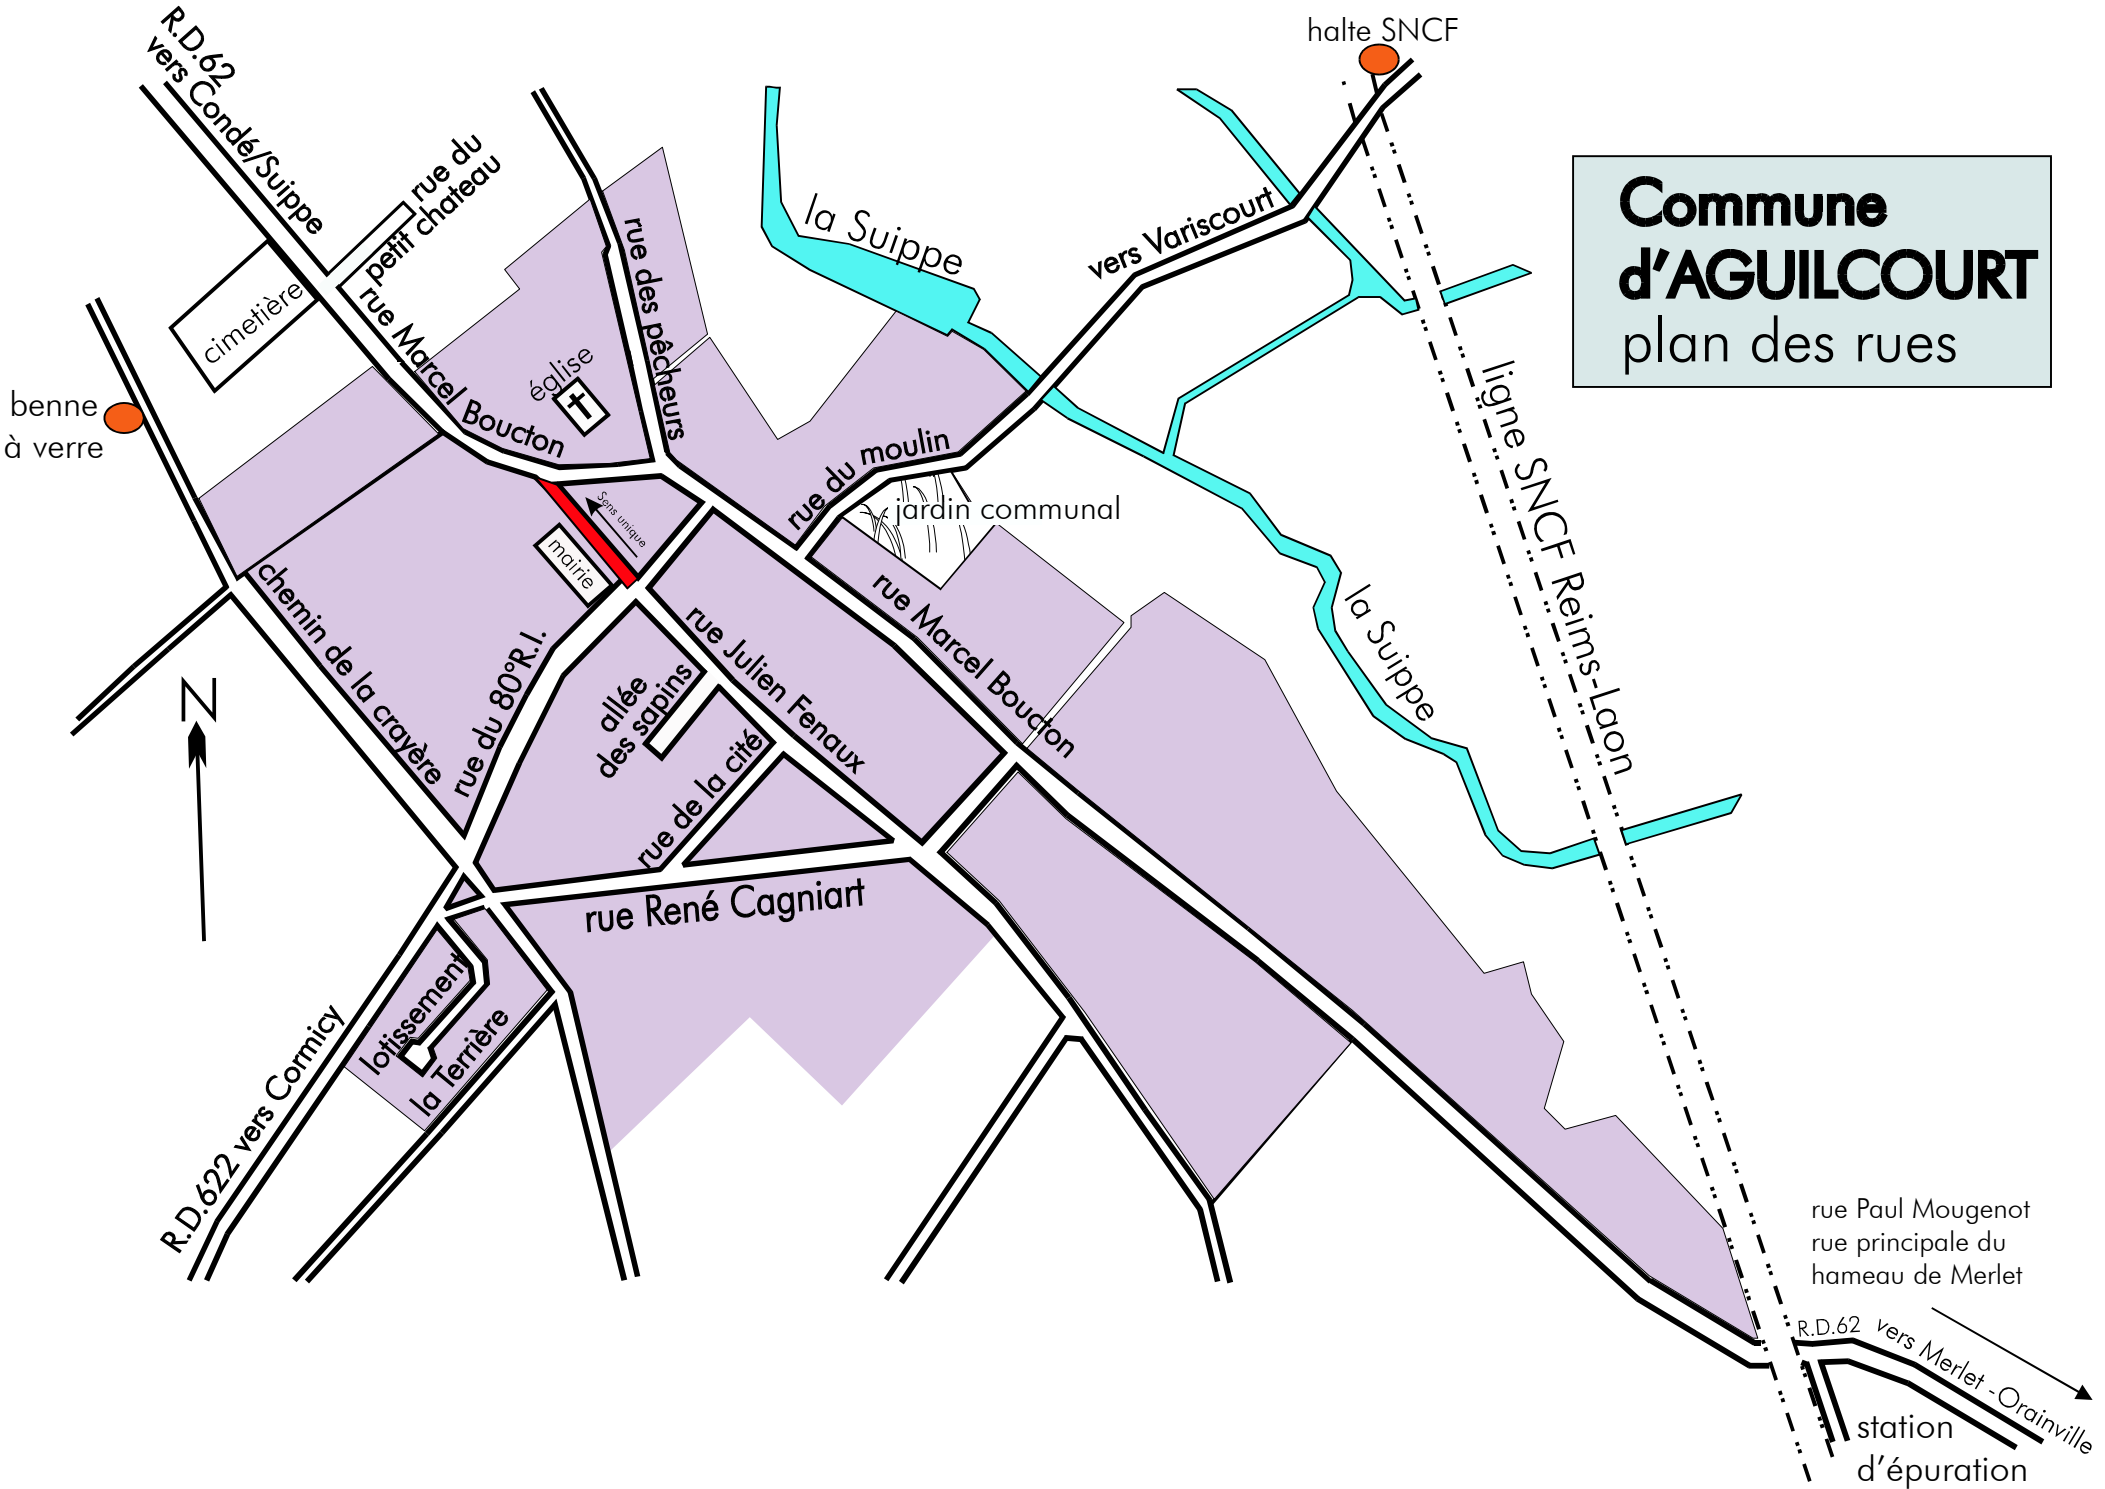 halte SNCF
R.D.62
vers Condé/Suippe
rue du
petit chateau
cimetière
rue Marcel Boucton
rue des pêcheurs
église
la Suippe
vers Variscourt
Commune
d'AGUILCOURT
plan des rues
benne
à verre
rue du moulin
jardin communal
Sens unique
mairie
ligne SNCF Reims-Laon
chemin de la crayère
rue du 80°R.I.
rue Julien Fenaux
rue Marcel Boucton
la Suippe
allée
des sapins
rue de la cité
N
rue René Cagniart
lotissement
la Terrière
R.D.622 vers Cormicy
rue Paul Mougenot
rue principale du
hameau de Merlet
R.D.62 vers Merlet -Orainville
station
d'épuration